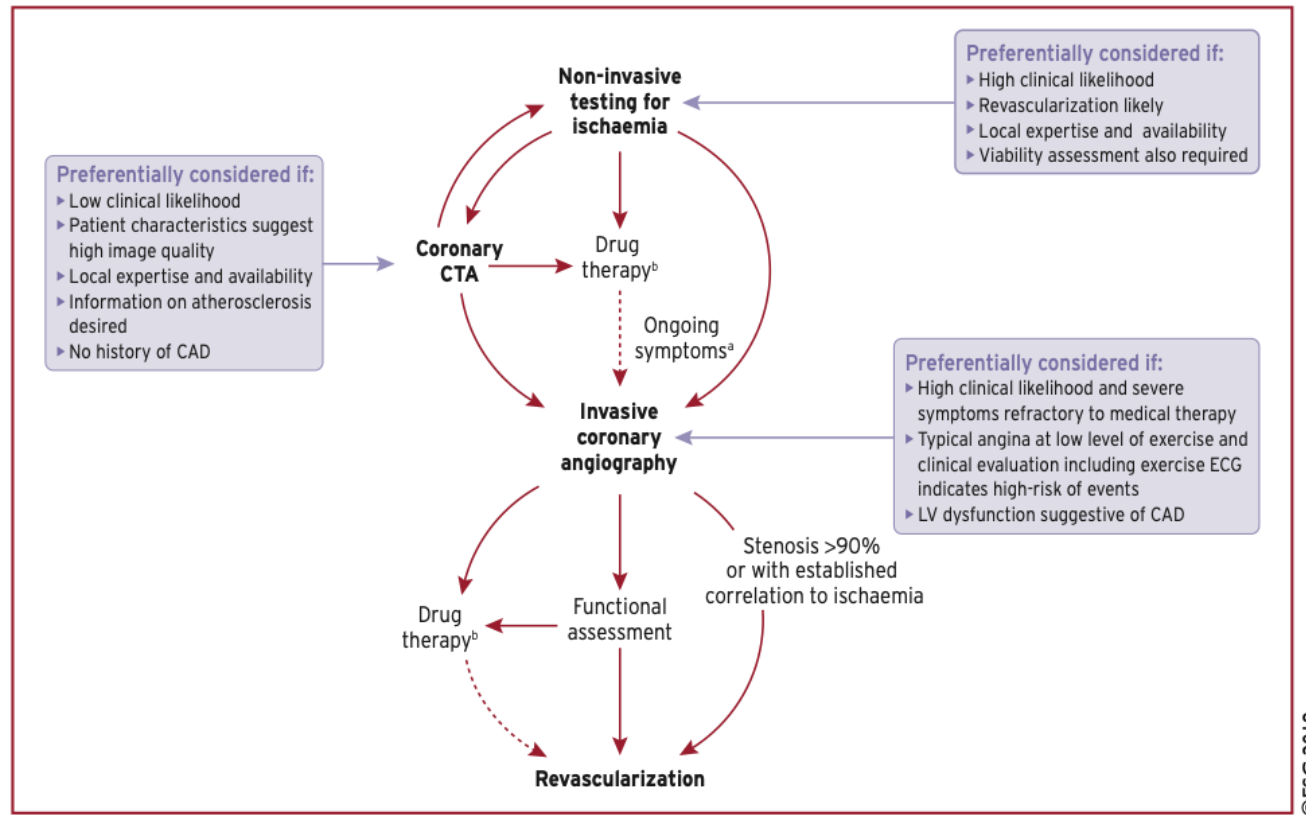 Non-invasive
testing for
ischaemia
Preferentially considered if:
▸ High clinical likelihood
▸ Revascularization likely
▸ Local expertise and availability
▸ Viability assessment also required
Preferentially considered if:
▸ Low clinical likelihood
▸ Patient characteristics suggest
high image quality
▸ Local expertise and availability
▸ Information on atherosclerosis
desired
▸ No history of CAD
Coronary
CTA
Drug
therapyᵇ
Ongoing
symptomsᵃ
Invasive
coronary
angiography
Preferentially considered if:
▸ High clinical likelihood and severe
symptoms refractory to medical therapy
▸ Typical angina at low level of exercise and
clinical evaluation including exercise ECG
indicates high-risk of events
▸ LV dysfunction suggestive of CAD
Stenosis >90%
or with established
correlation to ischaemia
Drug
therapyᵇ
Functional
assessment
Revascularization